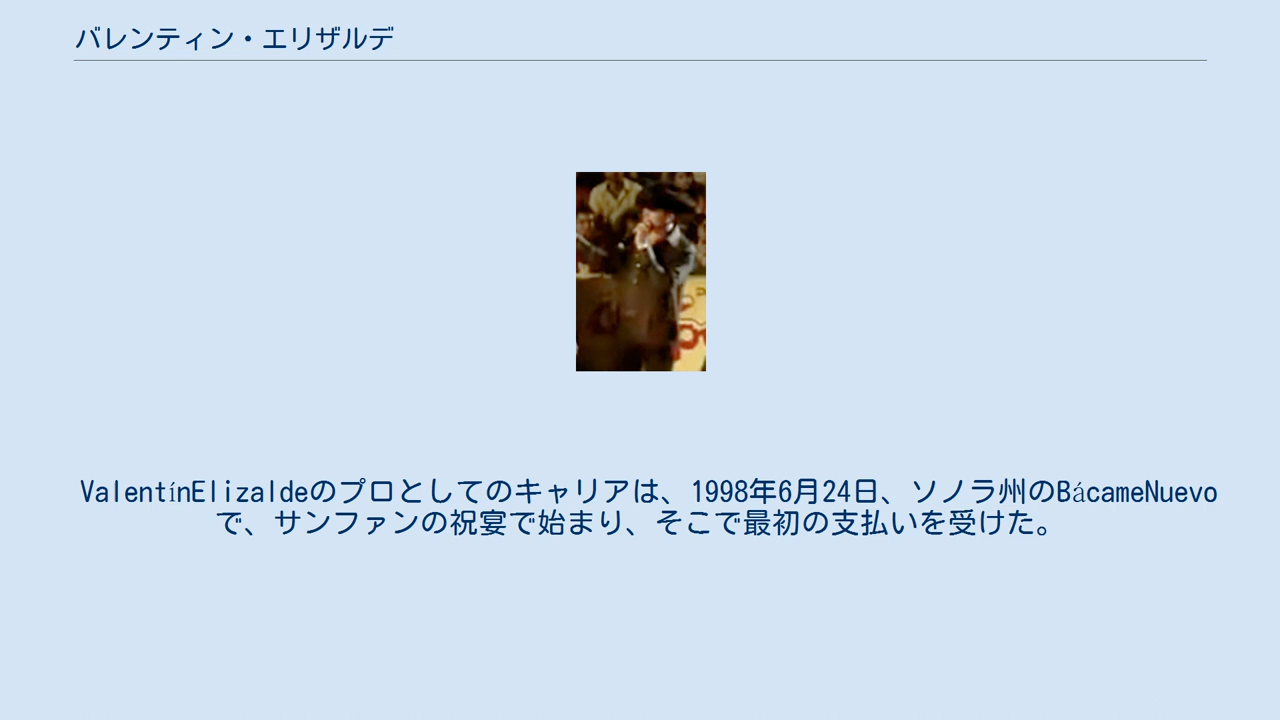 バレンティン・エリザルデ
ValentínElizaldeのプロとしてのキャリアは、1998年6月24日、ソノラ州のBácameNuevo
で、サンファンの祝宴で始まり、そこで最初の支払いを受けた。